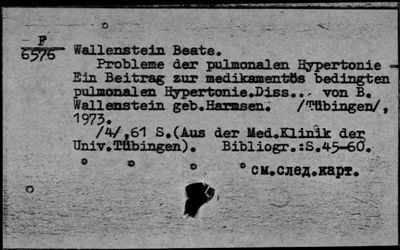 F
6576
Wallenstein Beate.
Probleme der pulmonalen Hypertonie –
Ein Beitrag zur medikamentös bedingten
pulmonalen Hypertonie.Diss... von B.
Wallenstein geb.Harmsen. /Tübingen/,
1973.
/4/,61 S.(Aus der Med.Klinik der
Univ.Tübingen). Bibliogr.:S.45-60.
см.след.карт.